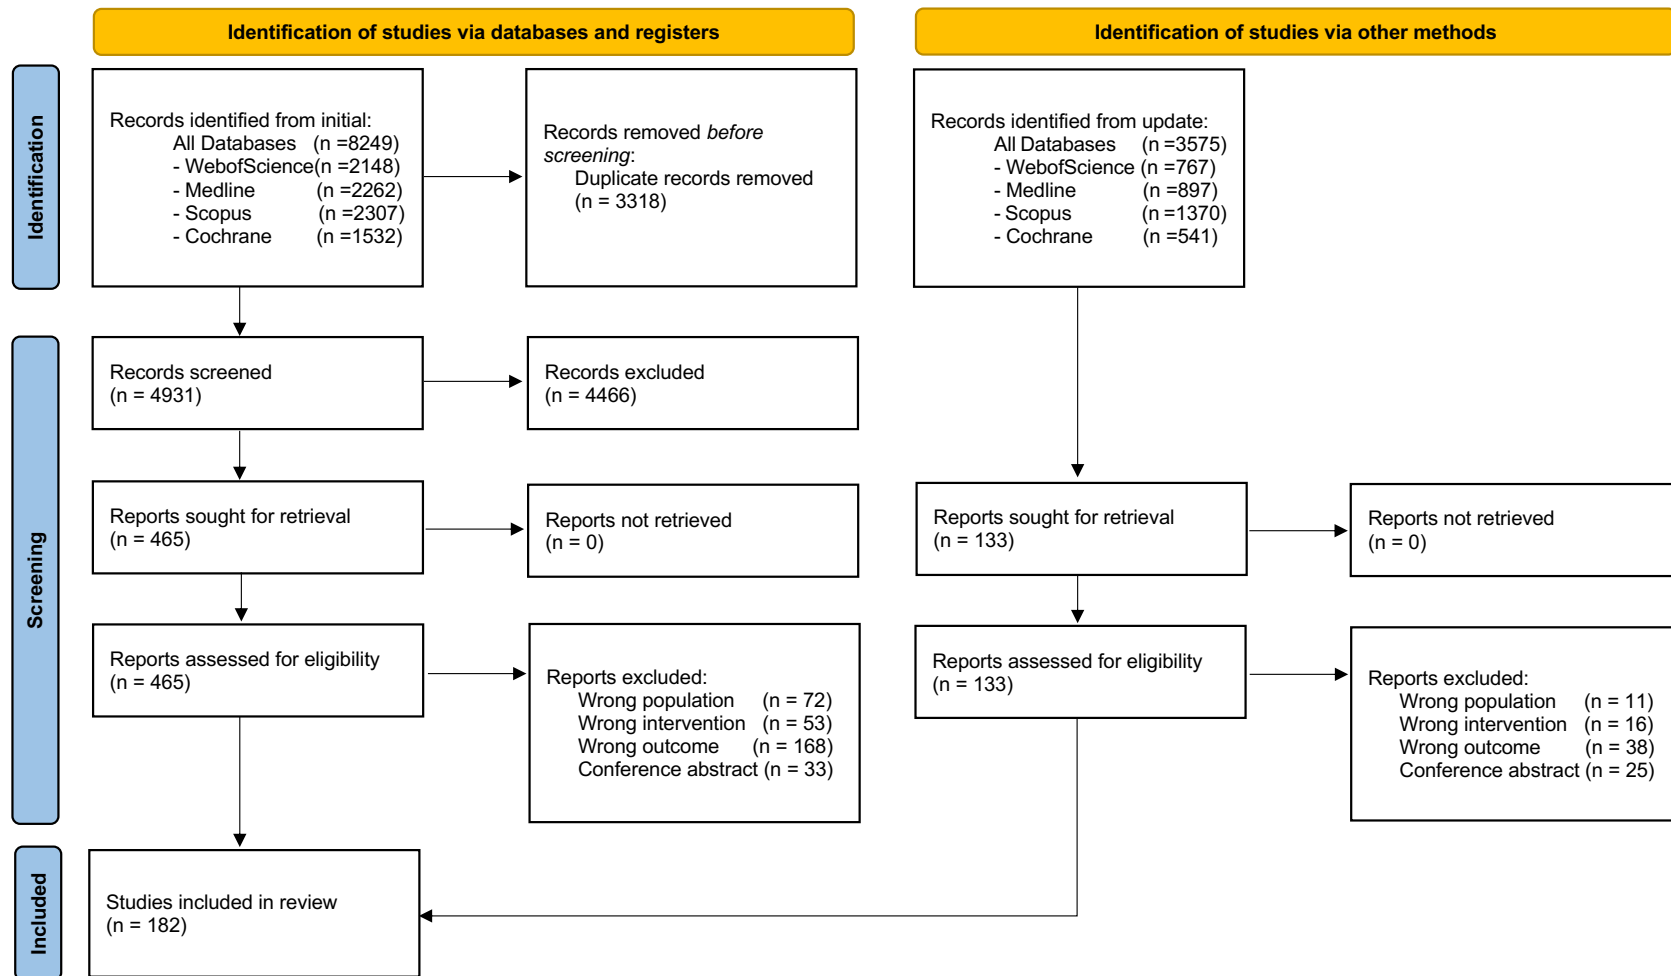 Identification of studies via databases and registers
Identification of studies via other methods
Identification
Records identified from initial:
All Databases (n =8249)
- WebofScience(n =2148)
- Medline (n =2262)
- Scopus (n =2307)
- Cochrane (n =1532)
Records removed before
screening:
Duplicate records removed
(n = 3318)
Records identified from update:
All Databases (n =3575)
- WebofScience (n =767)
- Medline (n =897)
- Scopus (n =1370)
- Cochrane (n =541)
Screening
Records screened
(n = 4931)
Records excluded
(n = 4466)
Reports sought for retrieval
(n = 465)
Reports not retrieved
(n = 0)
Reports sought for retrieval
(n = 133)
Reports not retrieved
(n = 0)
Reports assessed for eligibility
(n = 465)
Reports excluded:
Wrong population (n = 72)
Wrong intervention (n = 53)
Wrong outcome (n = 168)
Conference abstract (n = 33)
Reports assessed for eligibility
(n = 133)
Reports excluded:
Wrong population (n = 11)
Wrong intervention (n = 16)
Wrong outcome (n = 38)
Conference abstract (n = 25)
Included
Studies included in review
(n = 182)